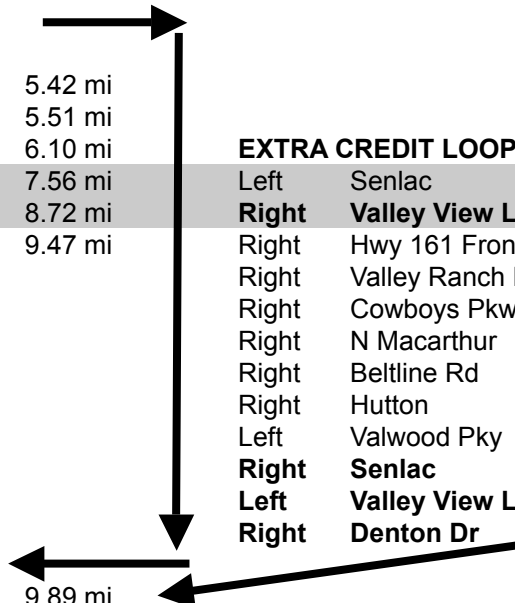 5.42 mi
5.51 mi
6.10 mi EXTRA CREDIT LOOP
7.56 mi Left Senlac
8.72 mi Right Valley View L
9.47 mi Right Hwy 161 Fron
Right Valley Ranch
Right Cowboys Pkw
Right N Macarthur
Right Beltline Rd
Right Hutton
Left Valwood Pky
Right Senlac
Left Valley View L
Right Denton Dr
9.89 mi